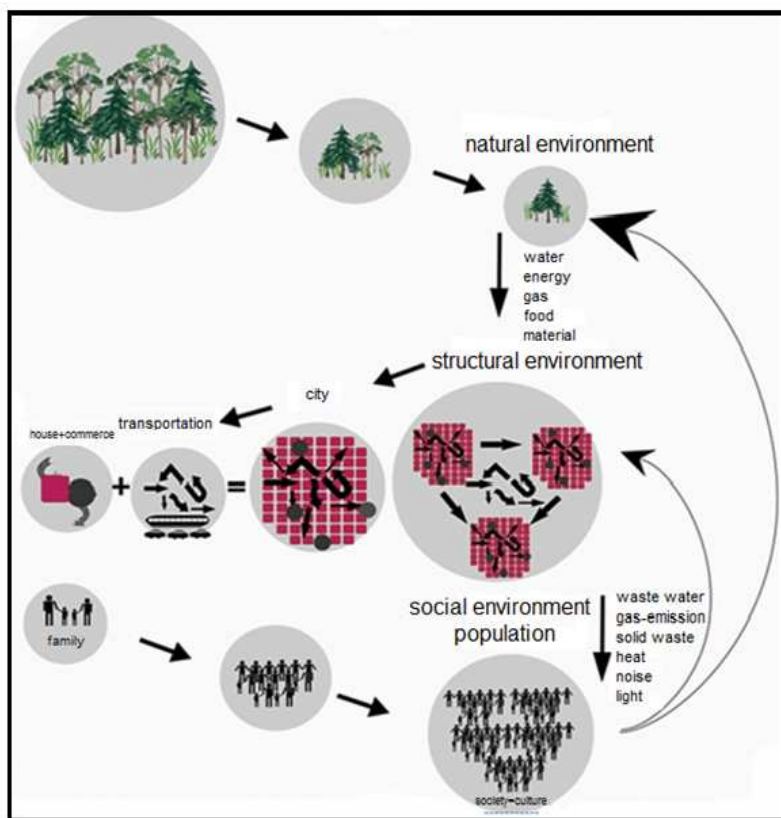 natural environment
water
energy
gas
food
material
structural environment
city
transportation
house+commerce
+
=
social environment
population
waste water
gas-emission
solid waste
heat
noise
light
family
society=culture